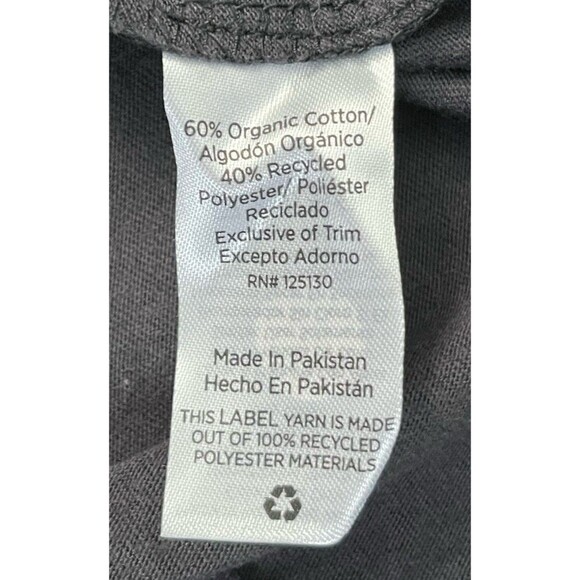 60% Organic Cotton/
Algodón Orgánico
40% Recycled
Polyester/ Poliéster
Reciclado
Exclusive of Trim
Excepto Adorno
RN# 125130
Made In Pakistan
Hecho En Pakistán
THIS LABEL YARN IS MADE
OUT OF 100% RECYCLED
POLYESTER MATERIALS